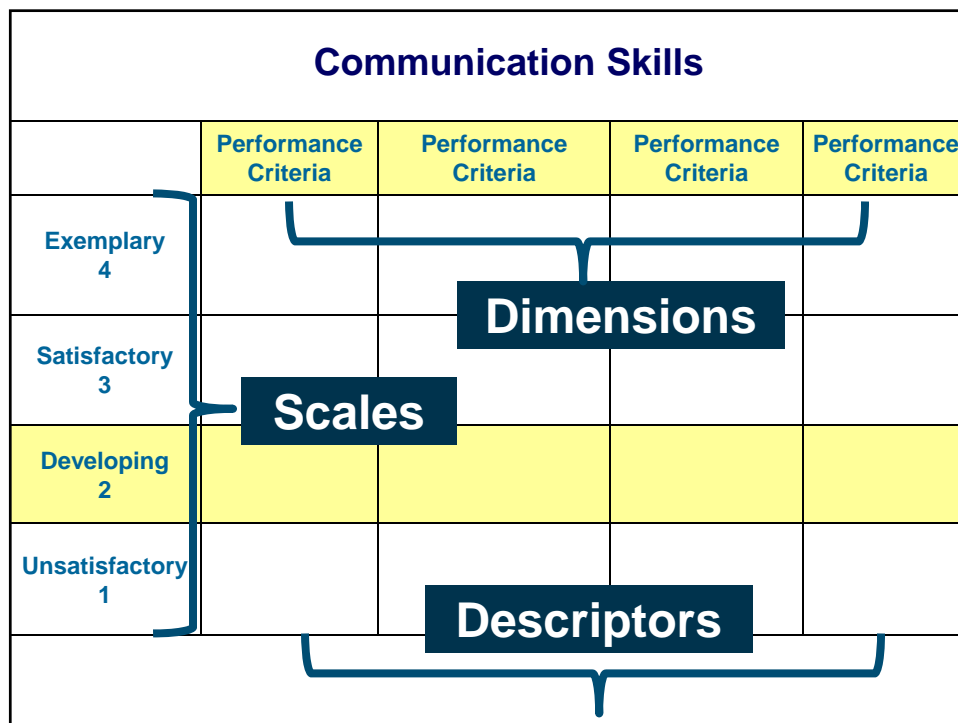 Communication Skills
Performance Performance Performance Performance
Criteria Criteria Criteria Criteria
Exemplary
4
Dimensions
Satisfactory
3
Scales
Developing
2
Unsatisfactory
1
Descriptors